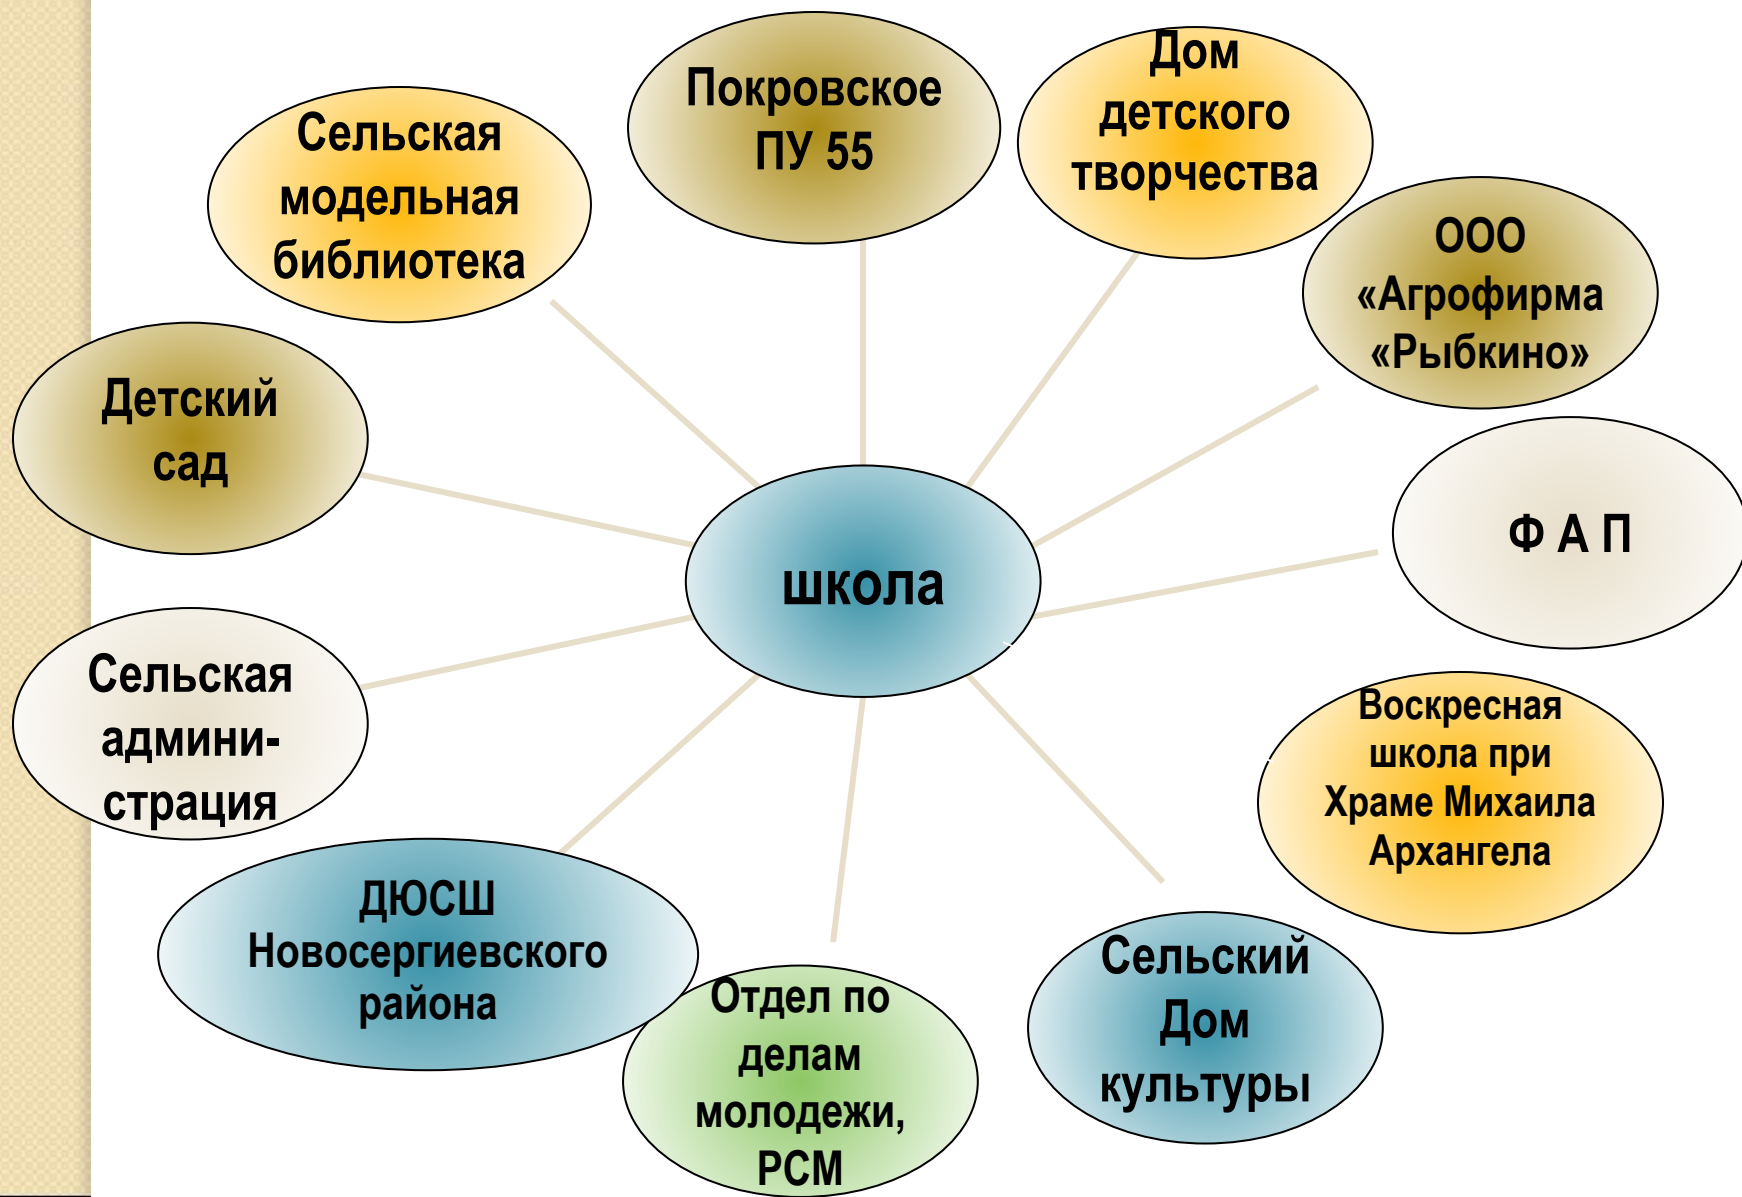 Покровское
ПУ 55
Дом
детского
творчества
Сельская
модельная
библиотека
ООО
«Агрофирма
«Рыбкино»
Детский
сад
Ф А П
школа
Сельская
админи-
страция
Воскресная
школа при
Храме Михаила
Архангела
ДЮСШ
Новосергиевского
района
Отдел по
делам
молодежи,
РСМ
Сельский
Дом
культуры